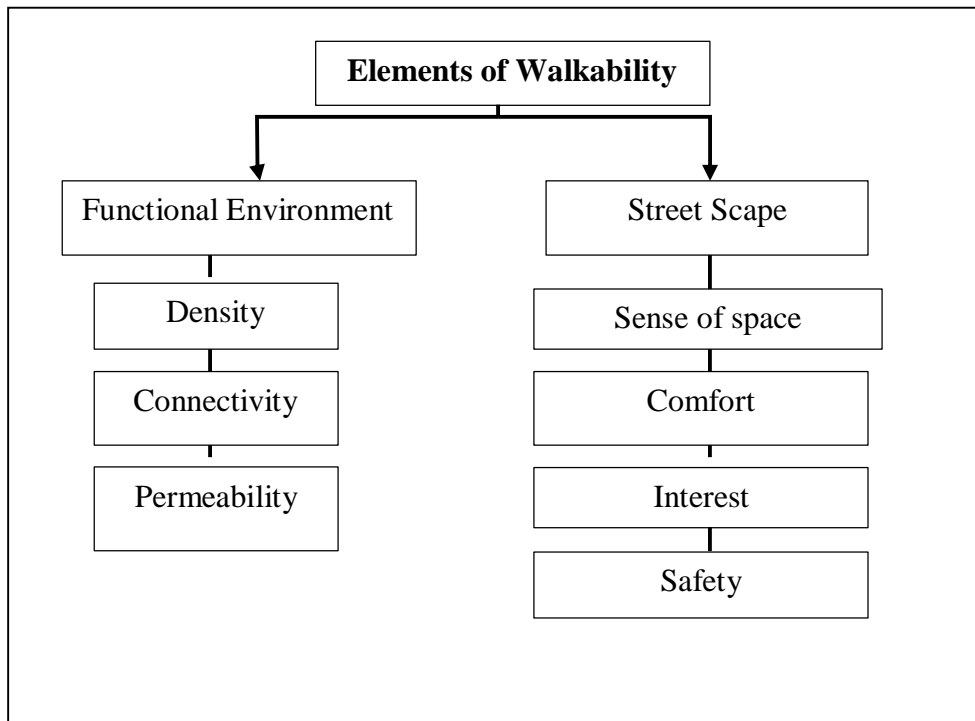 Elements of Walkability
Functional Environment
Density
Connectivity
Permeability
Street Scape
Sense of space
Comfort
Interest
Safety